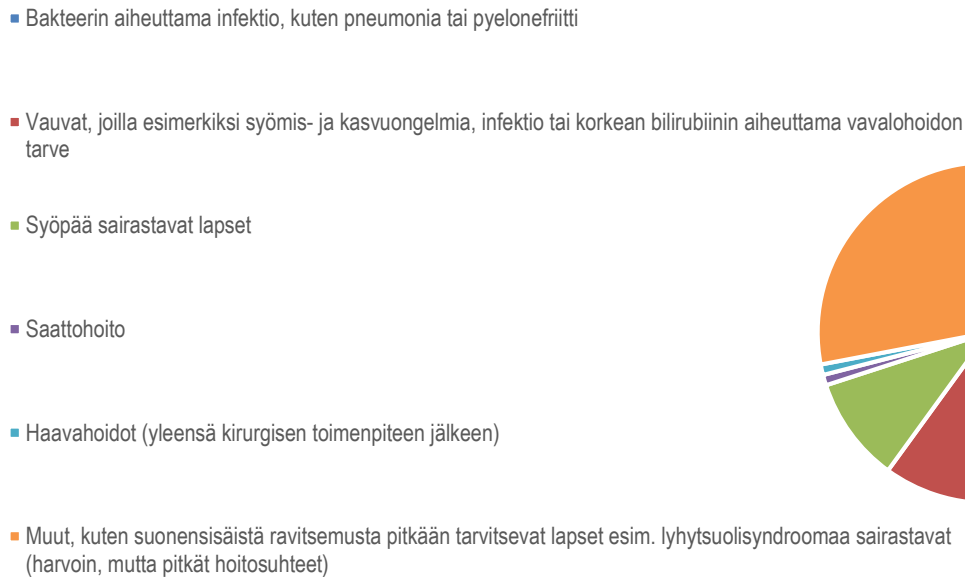 Bakteerin aiheuttama infektio, kuten pneumonia tai pyelonefriitti
Vauvat, joilla esimerkiksi syömis- ja kasvuongelmia, infektio tai korkean bilirubiinin aiheuttama vavalohoidon
tarve
Syöpää sairastavat lapset
Saattohoito
Haavahoidot (yleensä kirurgisen toimenpiteen jälkeen)
Muut, kuten suonensisäistä ravitsemusta pitkään tarvitsevat lapset esim. lyhytsuolisyndroomaa sairastavat
(harvoin, mutta pitkät hoitosuhteet)